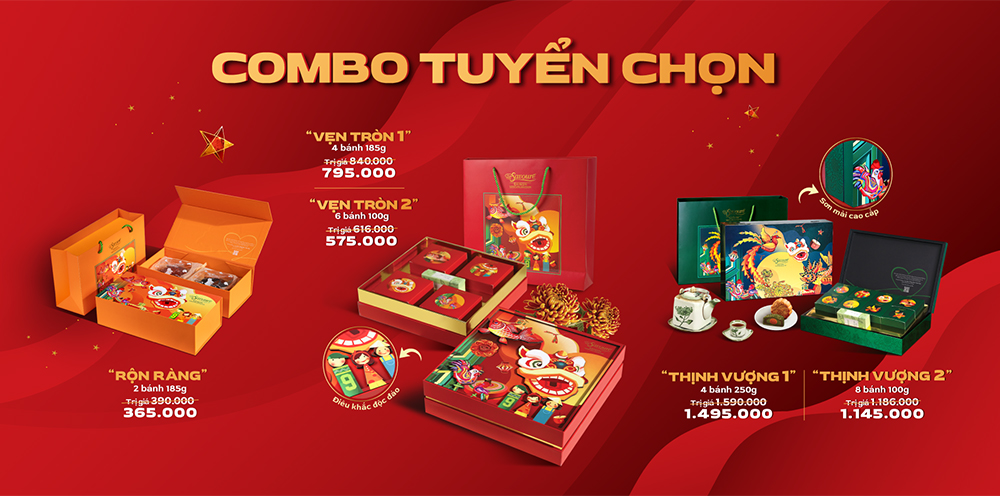 COMBO TUYỂN CHỌN
“VẸN TRÒN 1”
4 bánh 185g
Trị giá 840.000
795.000
“VẸN TRÒN 2”
6 bánh 100g
Trị giá 616.000
575.000
Sơn mài cao cấp
Điêu khắc độc đáo
“RỘN RÀNG”
2 bánh 185g
Trị giá 390.000
365.000
“THỊNH VƯỢNG 1”
4 bánh 250g
Trị giá 1.590.000
1.495.000
“THỊNH VƯỢNG 2”
8 bánh 100g
Trị giá 1.186.000
1.145.000